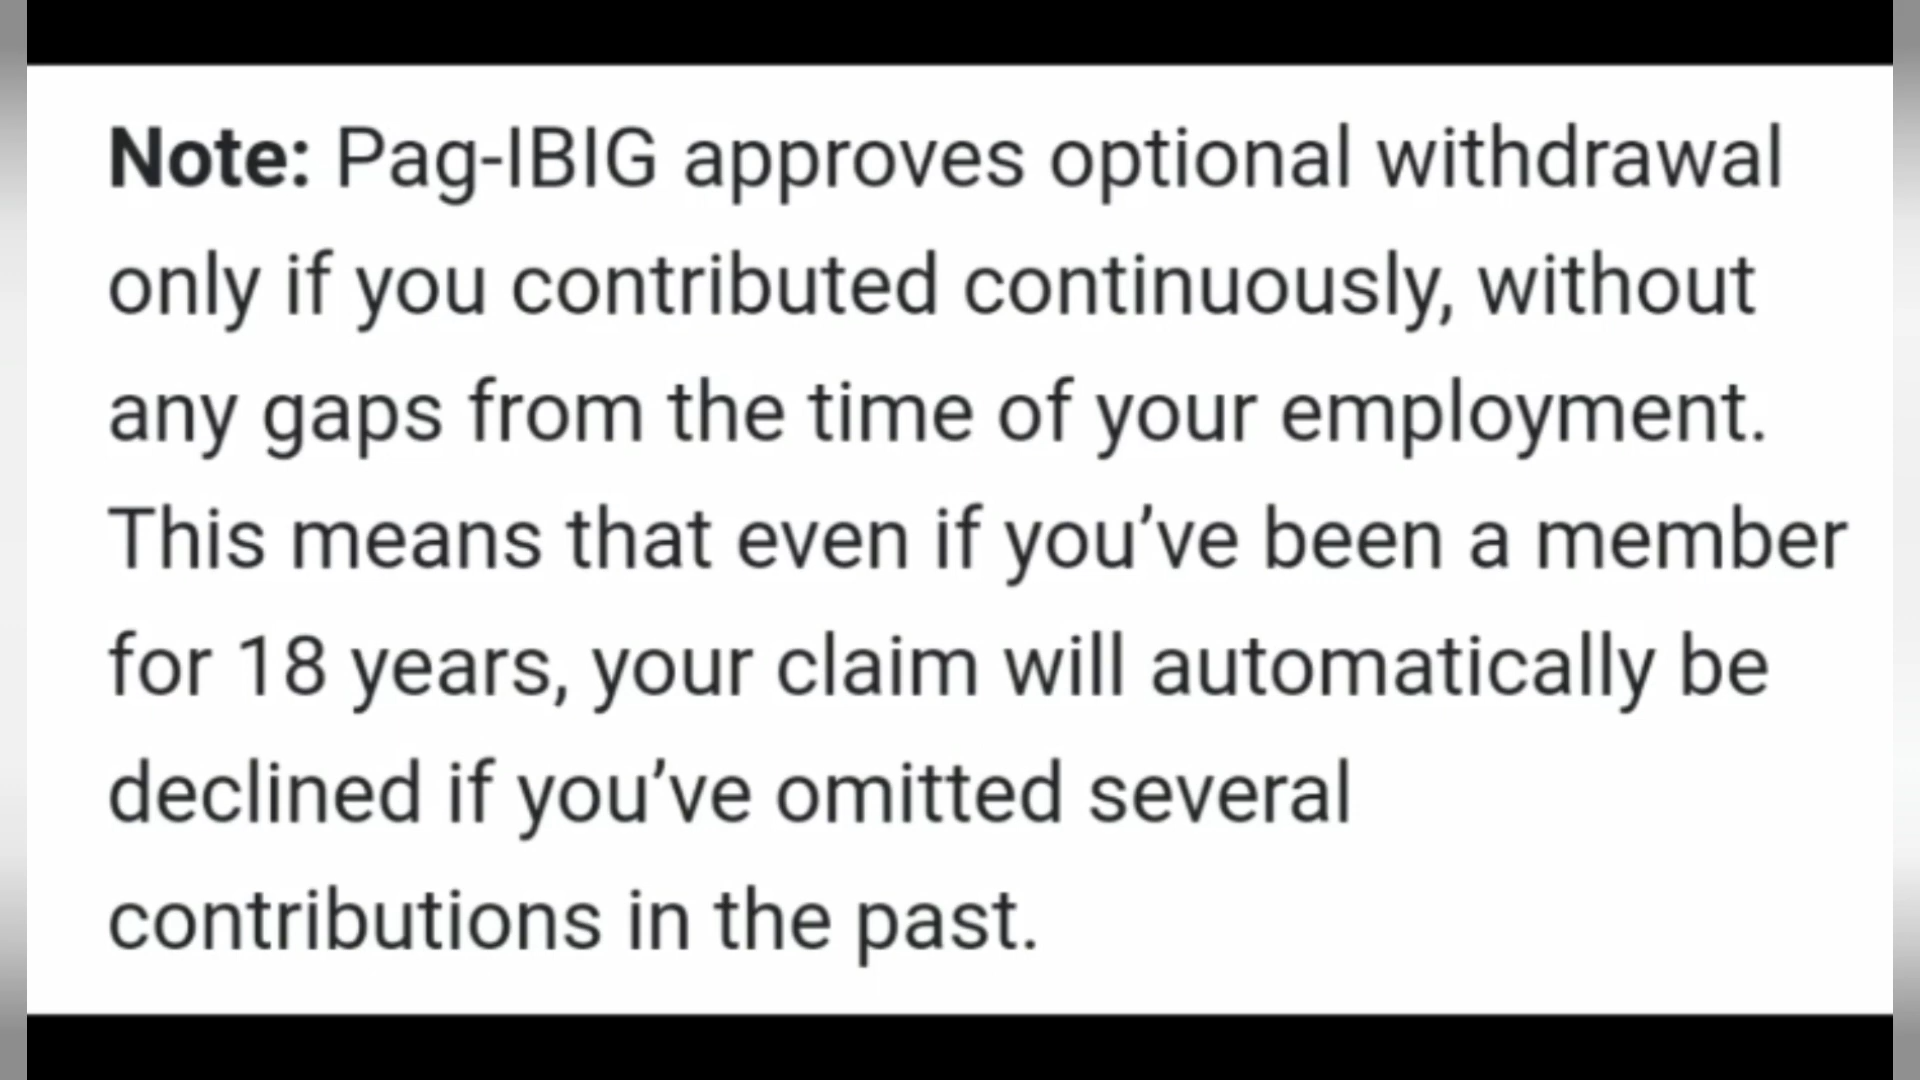 Note: Pag-IBIG approves optional withdrawal
only if you contributed continuously, without
any gaps from the time of your employment.
This means that even if you’ve been a member
for 18 years, your claim will automatically be
declined if you’ve omitted several
contributions in the past.